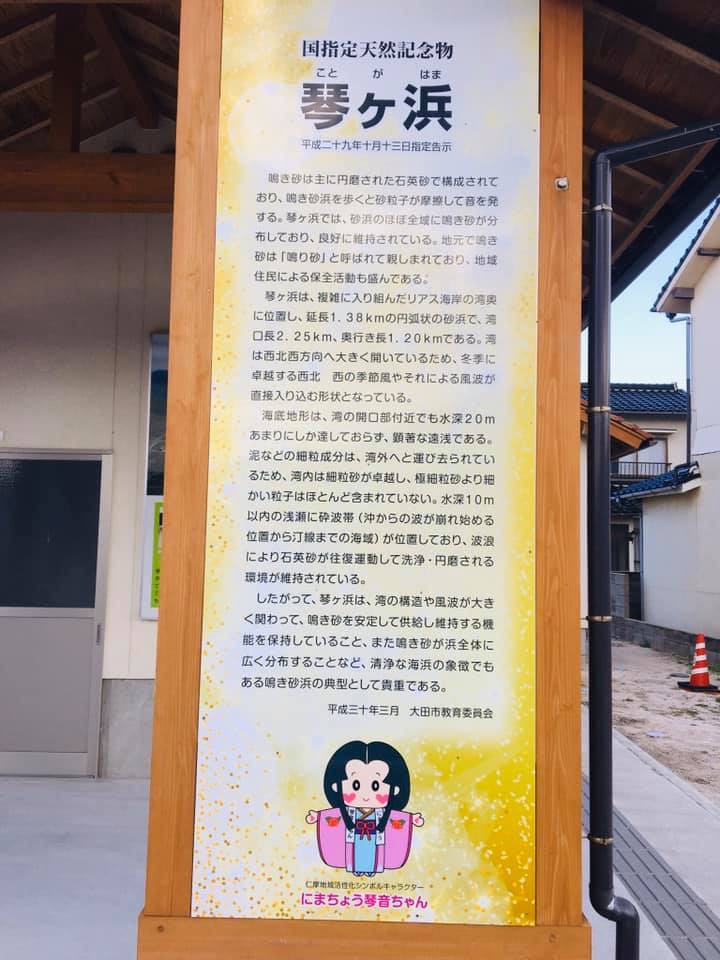 国指定天然記念物
こと が はま
琴ヶ浜
平成二十九年十月十三日指定告示
鳴き砂は主に円磨された石英砂で構成されて
おり、鳴き砂浜を歩くと砂粒子が摩擦して音を発
する。琴ヶ浜では、砂浜のほぼ全域に鳴き砂が分
布しており、良好に維持されている。地元で鳴き
砂は「鳴り砂」と呼ばれて親しまれており、地域
住民による保全活動も盛んである。
琴ヶ浜は、複雑に入り組んだリアス海岸の湾奥
に位置し、延長1.38kmの円弧状の砂浜で、湾
口長2.25km、奥行き長1.20kmである。湾
は西北西方向へ大きく開いているため、冬季に
卓越する西北　西の季節風やそれによる風波が
直接入り込む形状となっている。
海底地形は、湾の開口部付近でも水深20m
あまりにしか達しておらず、顕著な遠浅である。
泥などの細粒成分は、湾外へと運び去られてい
るため、湾内は細粒砂が卓越し、極細粒砂より細
かい粒子はほとんど含まれていない。水深10m
以内の浅瀬に砕波帯(沖からの波が崩れ始める
位置から汀線までの海域)が位置しており、波浪
により石英砂が往復運動して洗浄・円磨される
環境が維持されている。
したがって、琴ヶ浜は、湾の構造や風波が大き
く関わって、鳴き砂を安定して供給し維持する機
能を保持していること、また鳴き砂が浜全体に
広く分布することなど、清浄な海浜の象徴でも
ある鳴き砂浜の典型として貴重である。
平成三十年三月　大田市教育委員会
仁摩地域活性化シンボルキャラクター
にまちょう琴音ちゃん